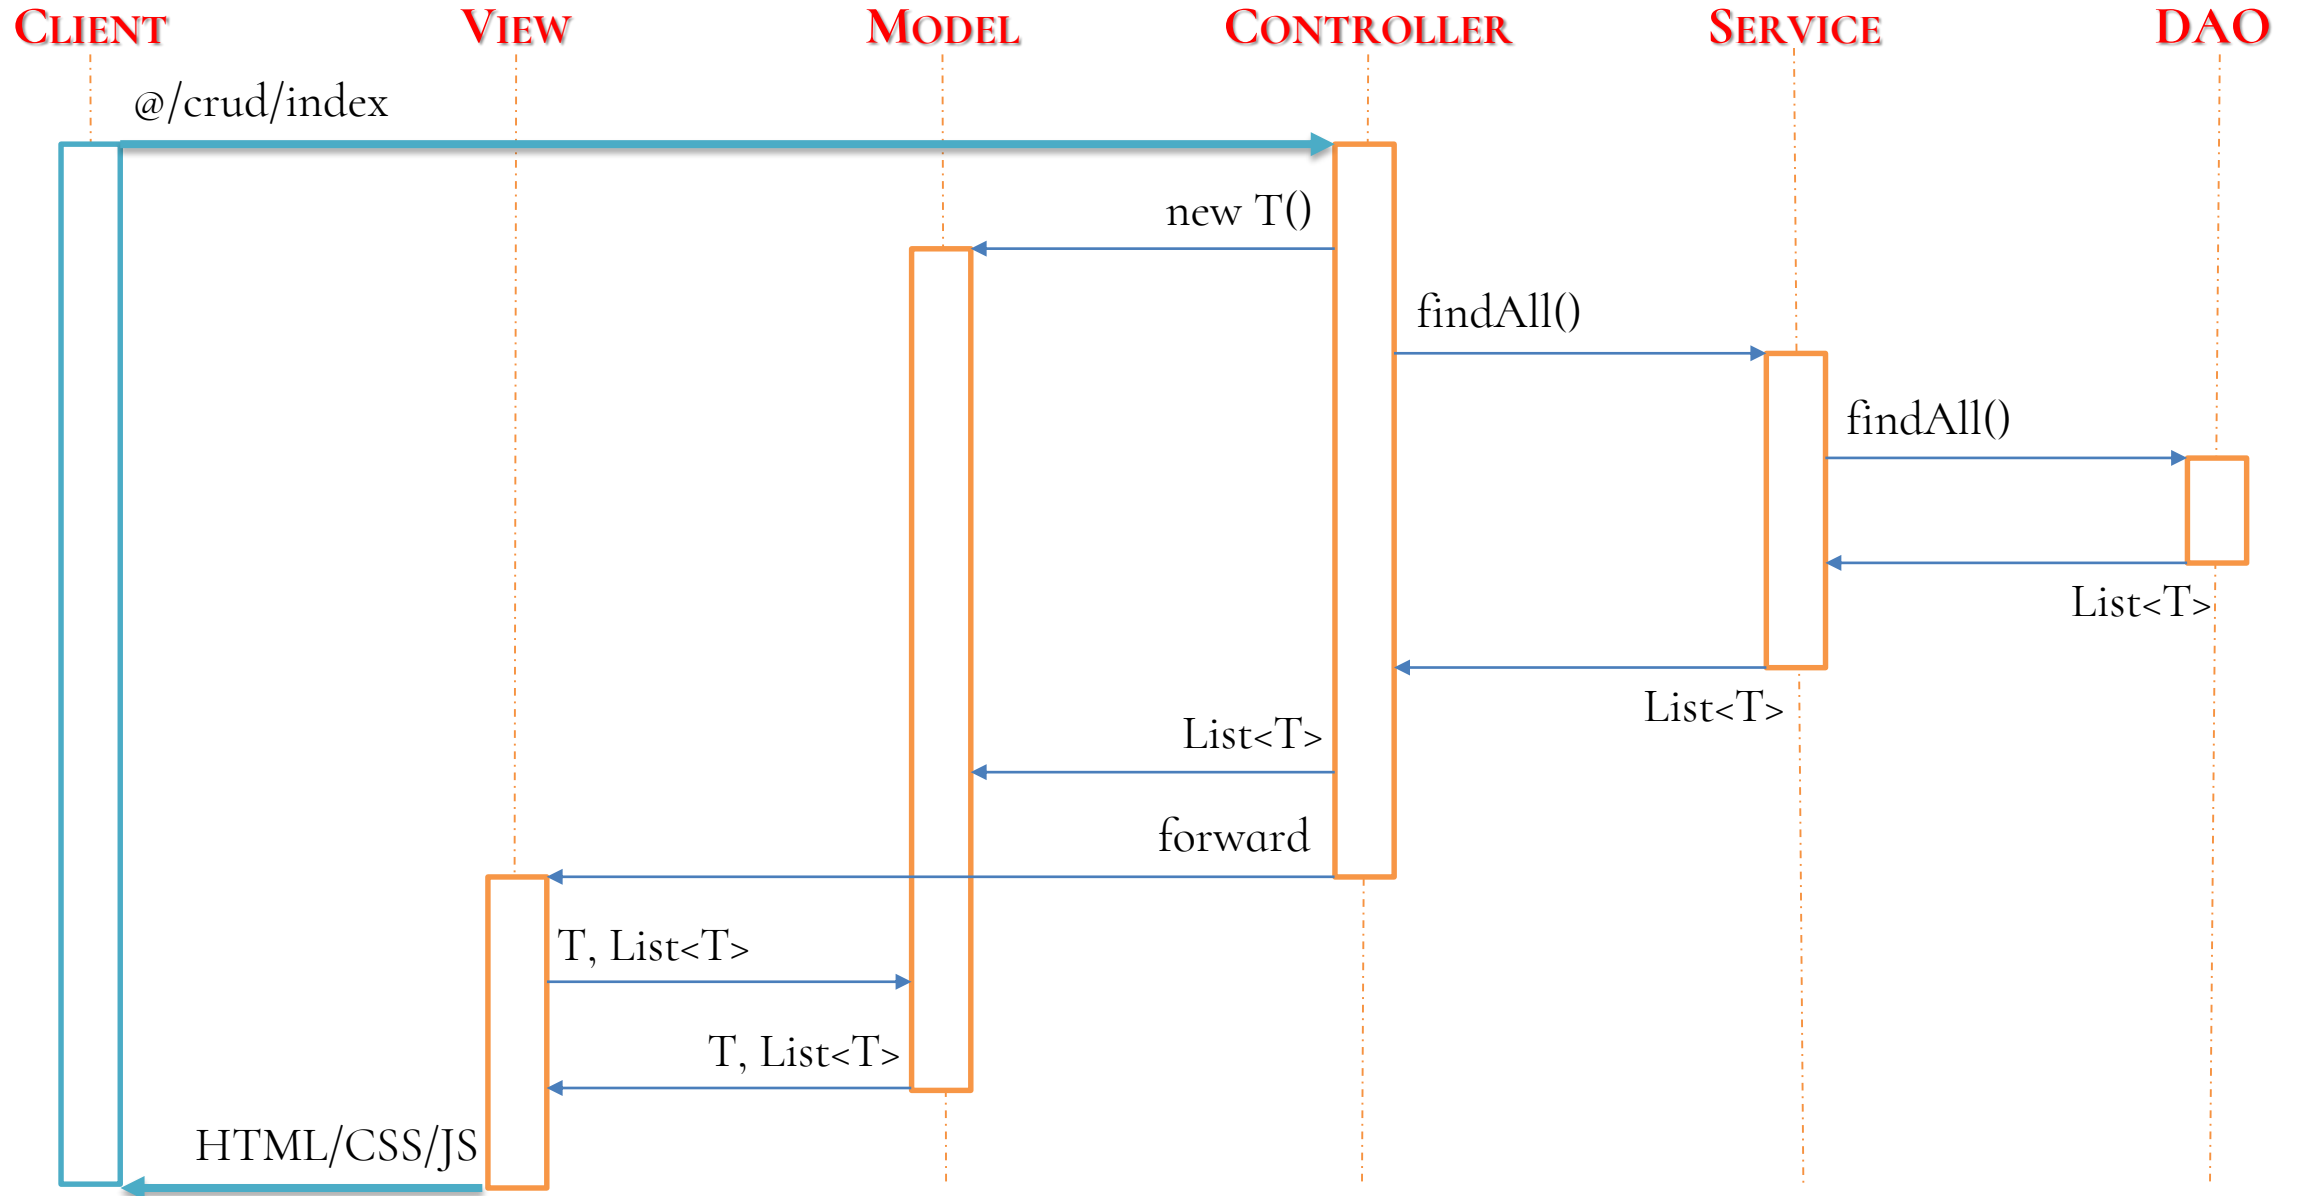 CLIENT
VIEW
MODEL
CONTROLLER
SERVICE
DAO
@/crud/index
new T()
findAll()
findAll()
List<T>
List<T>
List<T>
forward
T, List<T>
T, List<T>
HTML/CSS/JS